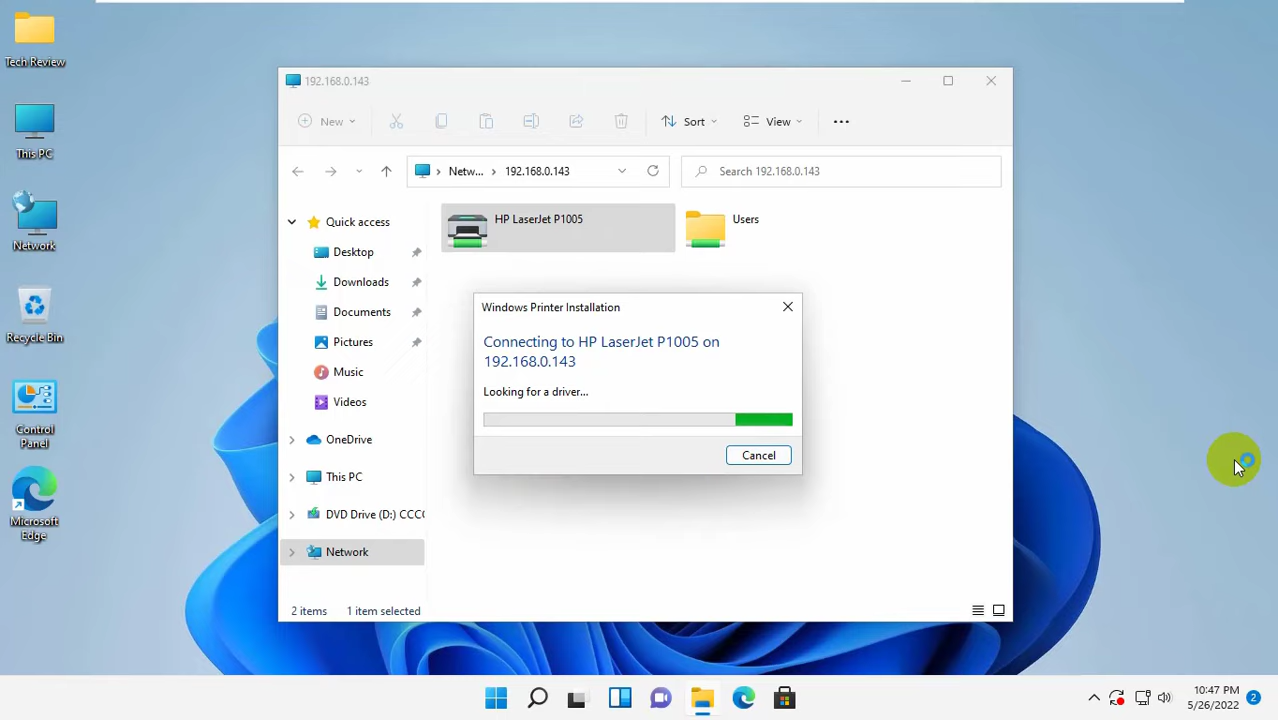 Tech Review
This PC
Network
Recycle Bin
Control
Panel
Microsoft
Edge
192.168.0.143
New
Sort
View
Netw...
192.168.0.143
Search 192.168.0.143
Quick access
Desktop
Downloads
Documents
Pictures
Music
Videos
OneDrive
This PC
DVD Drive (D:) CCC
Network
HP LaserJet P1005
Users
Windows Printer Installation
Connecting to HP LaserJet P1005 on
192.168.0.143
Looking for a driver...
Cancel
2 items
1 item selected
10:47 PM
5/26/2022
2